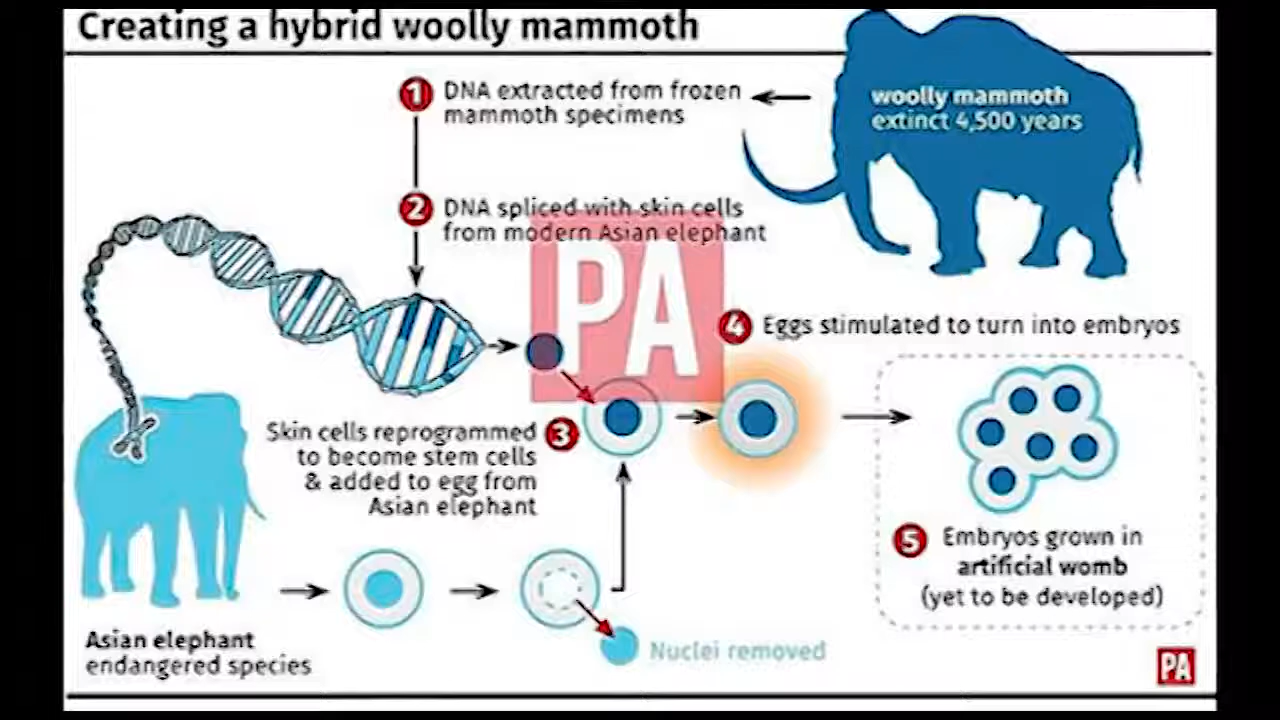 Creating a hybrid woolly mammoth
1
DNA extracted from frozen
mammoth specimens
woolly mammoth
extinct 4,500 years
2
DNA spliced with skin cells
from modern Asian elephant
PA
4
Eggs stimulated to turn into embryos
Skin cells reprogrammed
to become stem cells
& added to egg from
Asian elephant
3
5
Embryos grown in
artificial womb
(yet to be developed)
Asian elephant
endangered species
Nuclei removed
PA